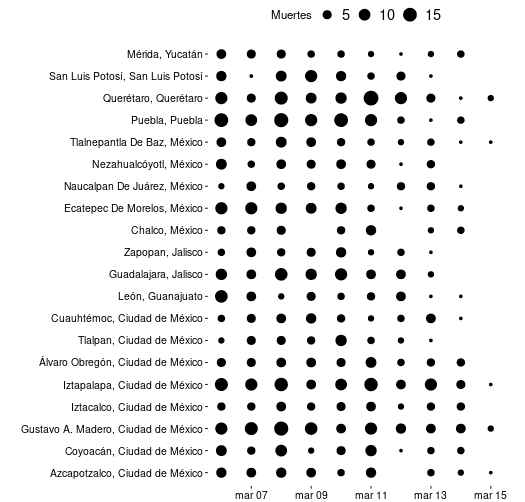 Muertes 5 10 15
Mérida, Yucatán
San Luis Potosí, San Luis Potosí
Querétaro, Querétaro
Puebla, Puebla
Tlalnepantla De Baz, México
Nezahualcóyotl, México
Naucalpan De Juárez, México
Ecatepec De Morelos, México
Chalco, México
Zapopan, Jalisco
Guadalajara, Jalisco
León, Guanajuato
Cuauhtémoc, Ciudad de México
Tlalpan, Ciudad de México
Álvaro Obregón, Ciudad de México
Iztapalapa, Ciudad de México
Iztacalco, Ciudad de México
Gustavo A. Madero, Ciudad de México
Coyoacán, Ciudad de México
Azcapotzalco, Ciudad de México
mar 07 mar 09 mar 11 mar 13 mar 15